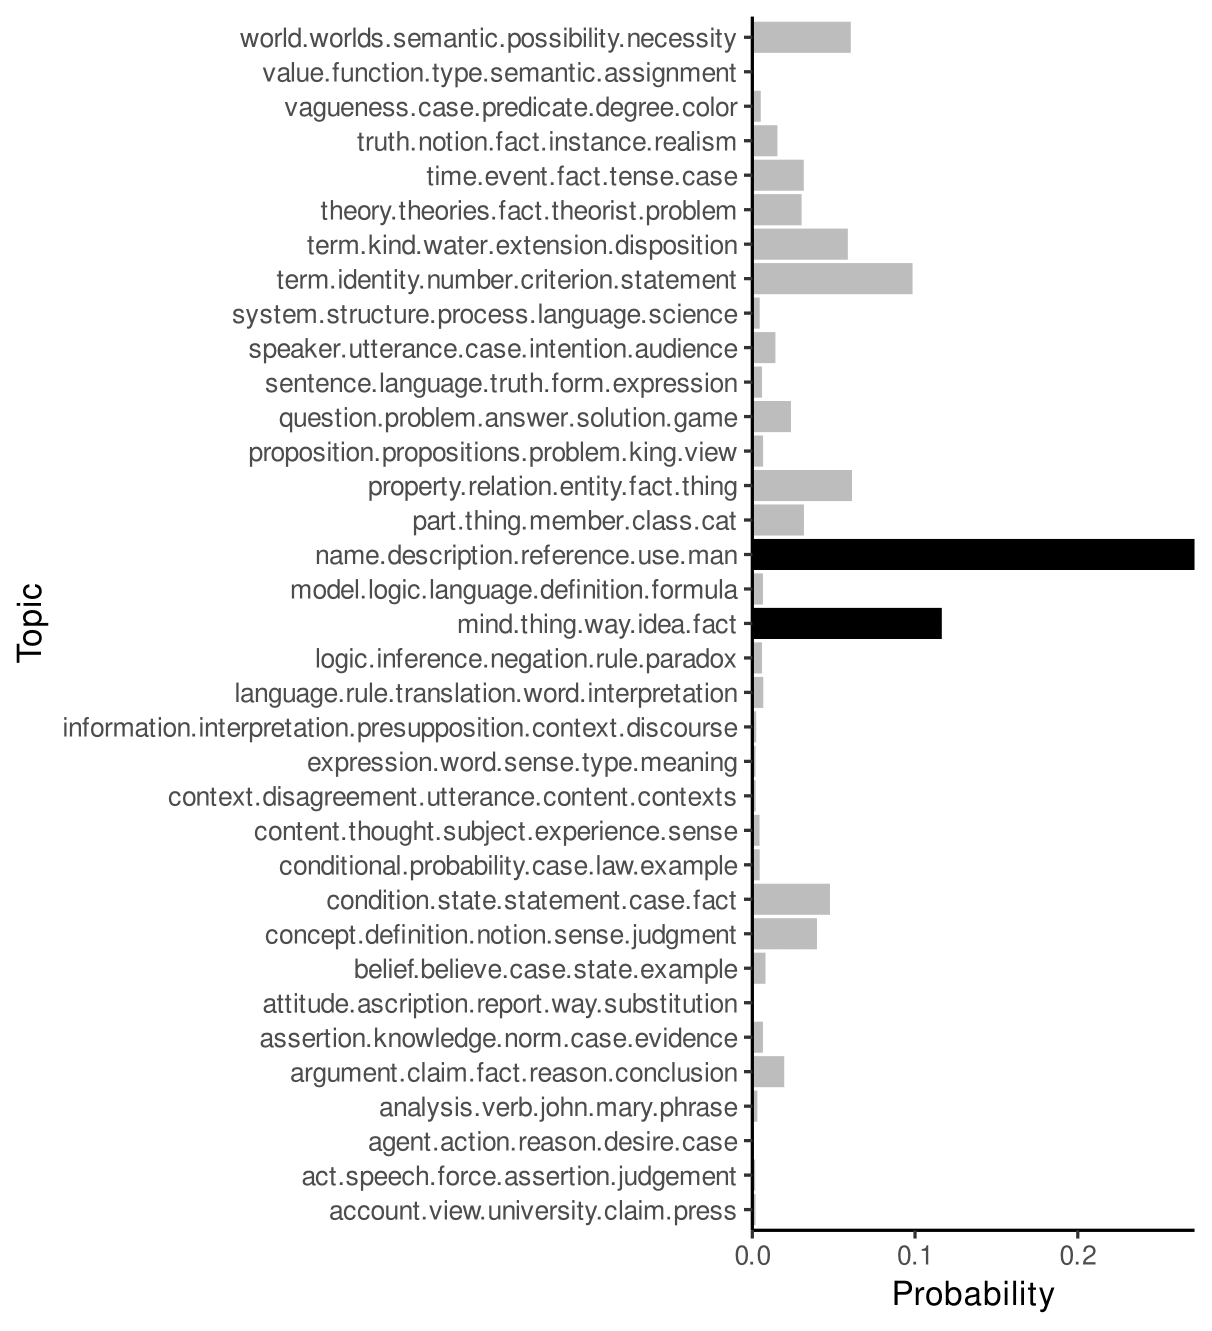 world.worlds.semantic.possibility.necessity
value.function.type.semantic.assignment
vagueness.case.predicate.degree.color
truth.notion.fact.instance.realism
time.event.fact.tense.case
theory.theories.fact.theorist.problem
term.kind.water.extension.disposition
term.identity.number.criterion.statement
system.structure.process.language.science
speaker.utterance.case.intention.audience
sentence.language.truth.form.expression
question.problem.answer.solution.game
proposition.propositions.problem.king.view
property.relation.entity.fact.thing
part.thing.member.class.cat
name.description.reference.use.man
model.logic.language.definition.formula
mind.thing.way.idea.fact
logic.inference.negation.rule.paradox
language.rule.translation.word.interpretation
information.interpretation.presupposition.context.discourse
expression.word.sense.type.meaning
context.disagreement.utterance.content.contexts
content.thought.subject.experience.sense
conditional.probability.case.law.example
condition.state.statement.case.fact
concept.definition.notion.sense.judgment
belief.believe.case.state.example
attitude.ascription.report.way.substitution
assertion.knowledge.norm.case.evidence
argument.claim.fact.reason.conclusion
analysis.verb.john.mary.phrase
agent.action.reason.desire.case
act.speech.force.assertion.judgement
account.view.university.claim.press
Topic
0.0 0.1 0.2
Probability